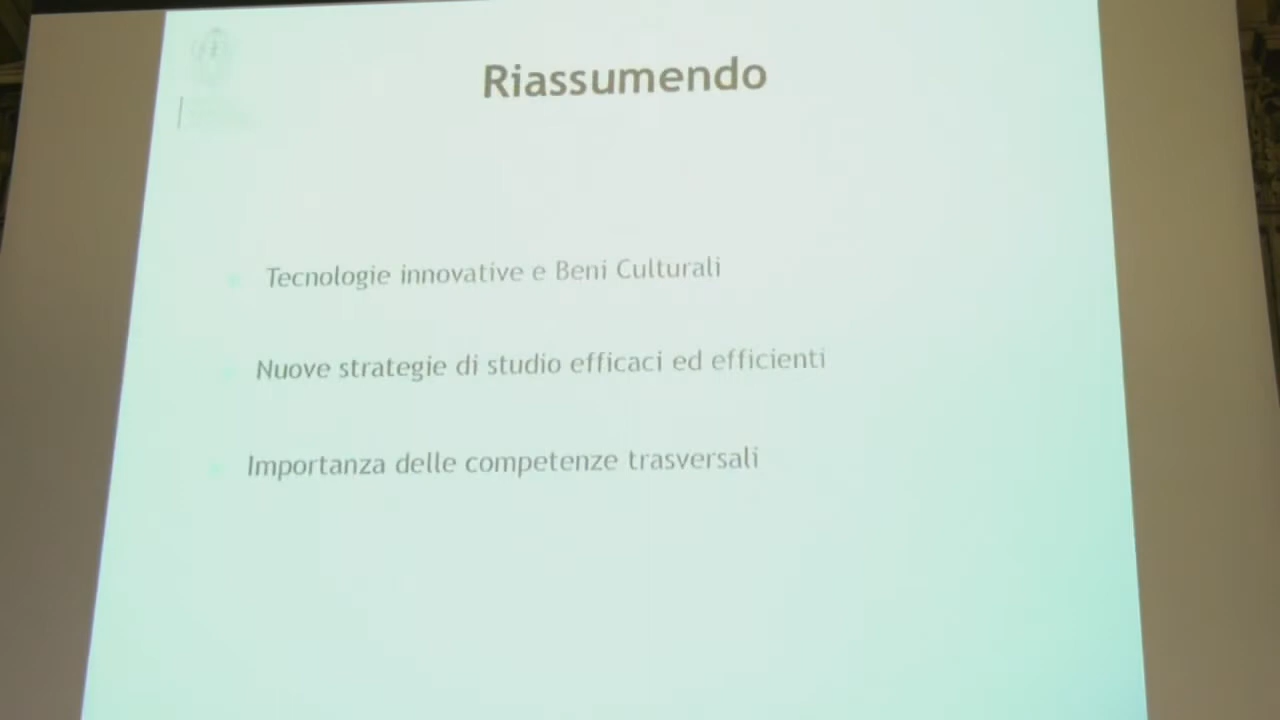 Riassumendo
Tecnologie innovative e Beni Culturali
Nuove strategie di studio efficaci ed efficienti
Importanza delle competenze trasversali